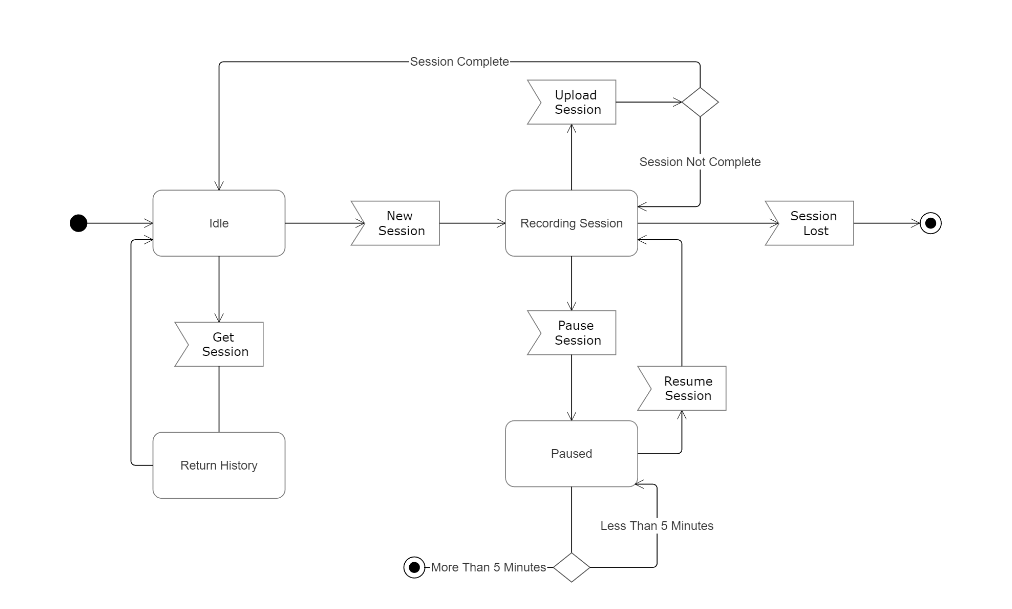 Session Complete
Upload
Session
Session Not Complete
Idle
New
Session
Recording Session
Session
Lost
Get
Session
Pause
Session
Resume
Session
Return History
Paused
Less Than 5 Minutes
More Than 5 Minutes